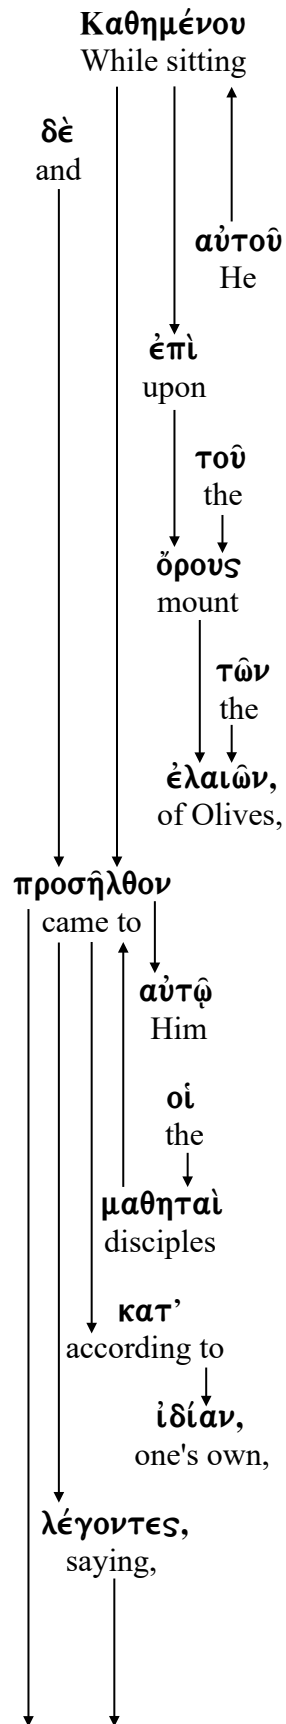 Καθημένου
While sitting
δὲ
and
αὐτοῦ
He
ἐπὶ
upon
τοῦ
the
ὄρους
mount
τῶν
the
ἐλαιῶν,
of Olives,
προσῆλθον
came to
αὐτῷ
Him
οἱ
the
μαθηταὶ
disciples
κατ’
according to
ἰδίαν,
one's own,
λέγοντες,
saying,